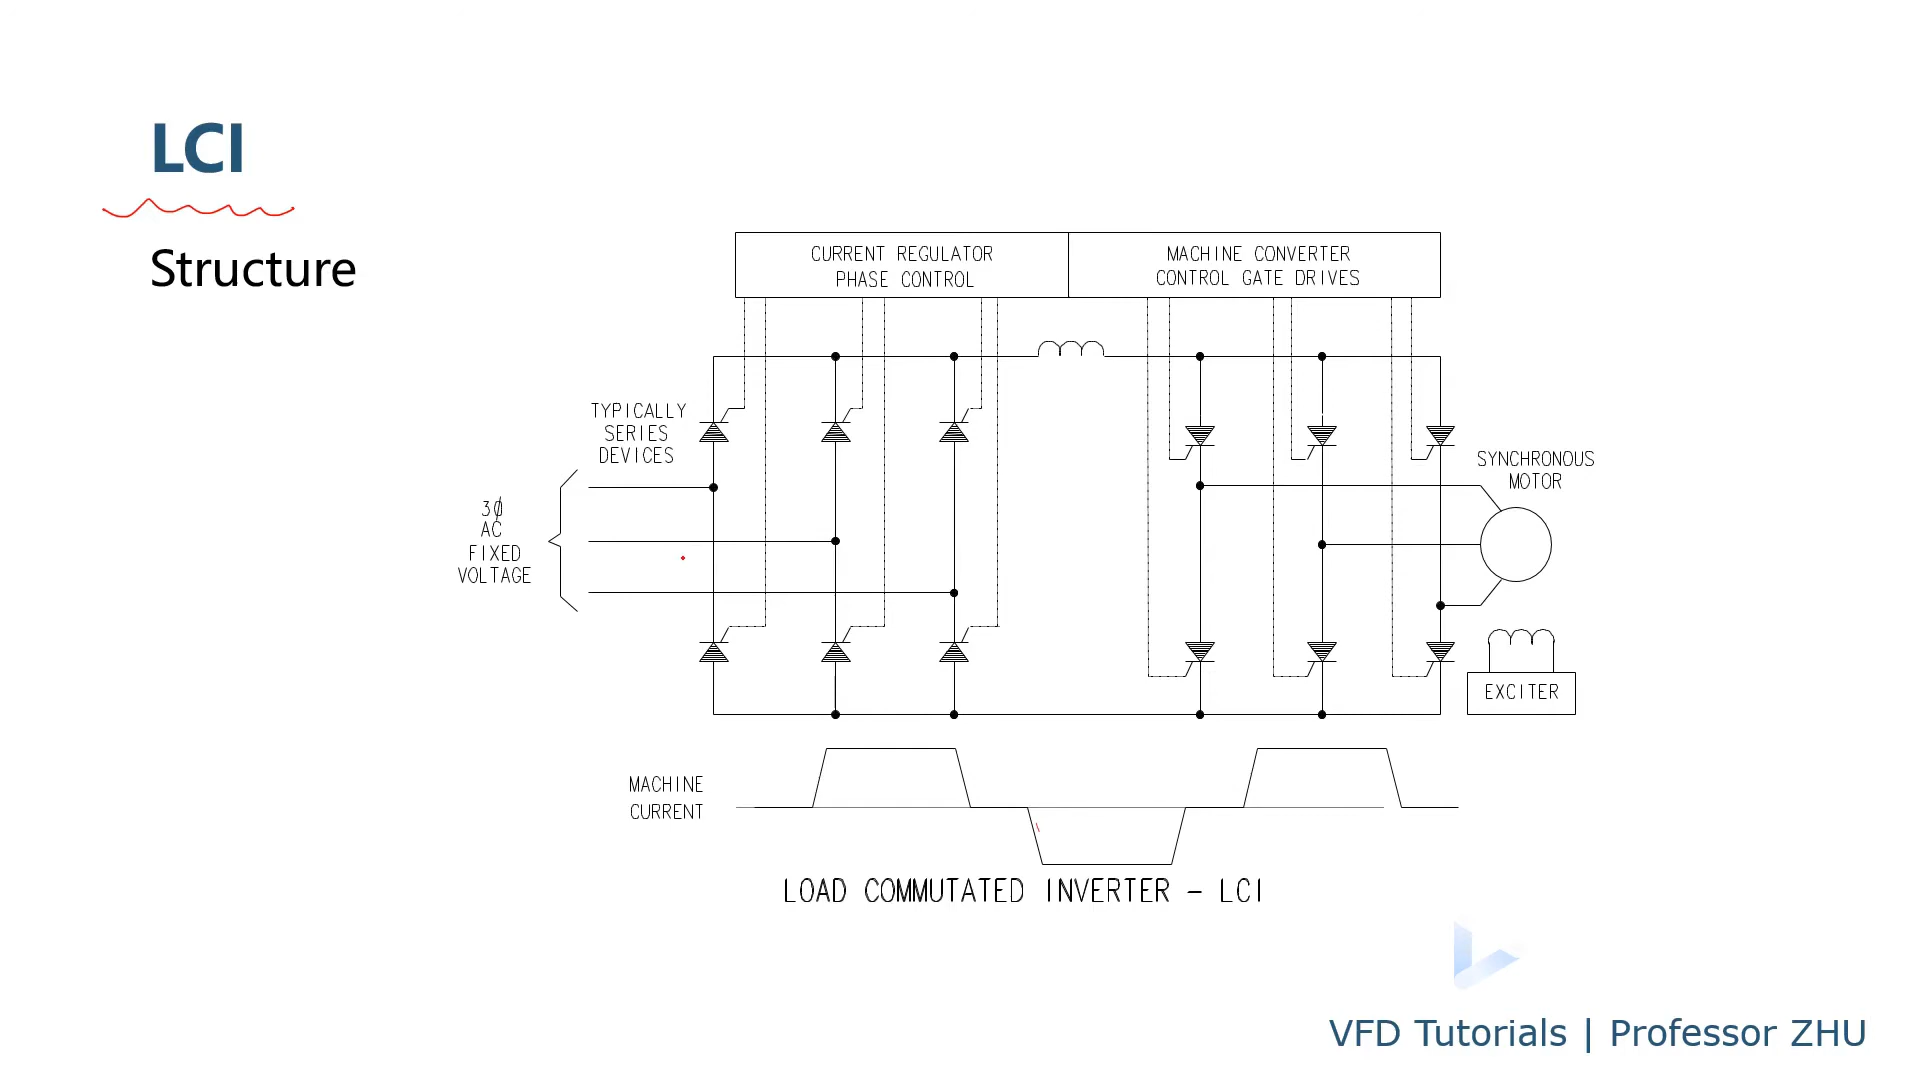 LCI
Structure
CURRENT REGULATOR
PHASE CONTROL
MACHINE CONVERTER
CONTROL GATE DRIVES
TYPICALLY
SERIES
DEVICES
3ϕ
AC
FIXED
VOLTAGE
SYNCHRONOUS
MOTOR
EXCITER
MACHINE
CURRENT
LOAD COMMUTATED INVERTER - LCI
VFD Tutorials | Professor ZHU